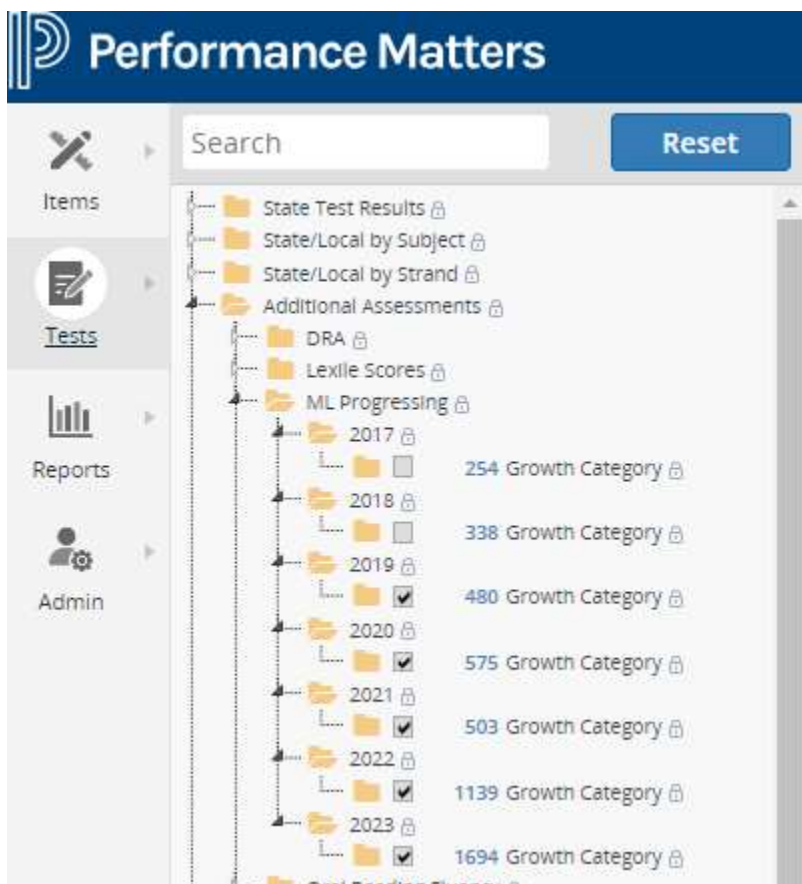 Performance Matters
Search
Reset
Items
Tests
Reports
Admin
State Test Results
State/Local by Subject
State/Local by Strand
Additional Assessments
DRA
Lexile Scores
ML Progressing
2017
254 Growth Category
2018
338 Growth Category
2019
480 Growth Category
2020
575 Growth Category
2021
503 Growth Category
2022
1139 Growth Category
2023
1694 Growth Category